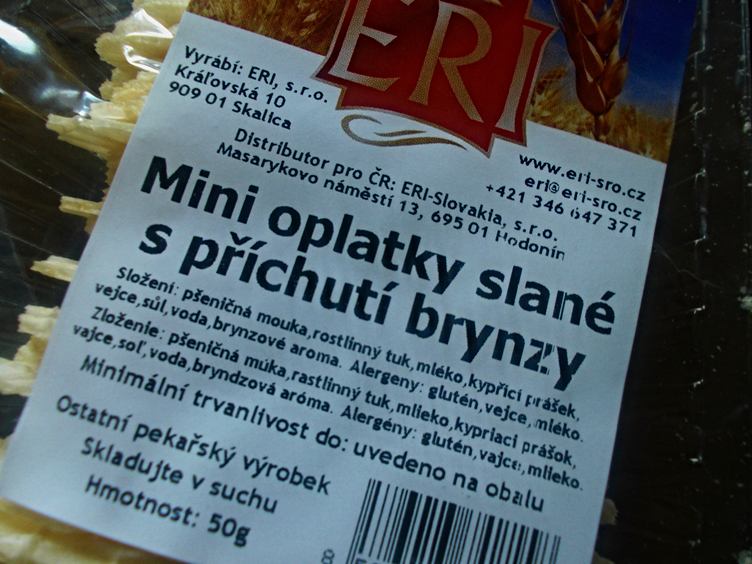 ERI
Vyrábí: ERI, s.r.o.
Kráľovská 10
909 01 Skalica
www.eri-sro.cz
eri@eri-sro.cz
+421 346 647 371
Distributor pro ČR: ERI-Slovakia, s.r.o.
Masarykovo náměstí 13, 695 01 Hodonín
Mini oplatky slané
s příchutí brynzy
Složení: pšeničná mouka,rostlinný tuk,mléko,kypřící prášek,
vejce,sůl,voda,brynzové aroma. Alergeny: glutén,vejce,mléko.
Zloženie: pšeničná múka,rastlinný tuk,mlieko,kypriaci prášok,
vajce,soľ,voda,bryndzová aróma. Alergény: glutén,vajce,mlieko.
Minimální trvanlivost do: uvedeno na obalu
Ostatní pekařský výrobek
Skladujte v suchu
Hmotnost: 50g
8